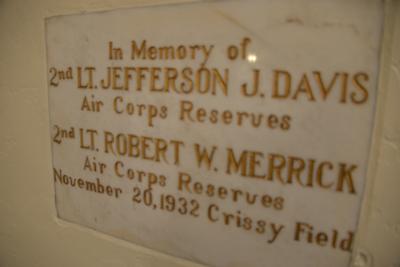 In Memory of
2nd LT. JEFFERSON J. DAVIS
Air Corps Reserves
2nd LT. ROBERT W. MERRICK
Air Corps Reserves
November 20, 1932 Crissy Field